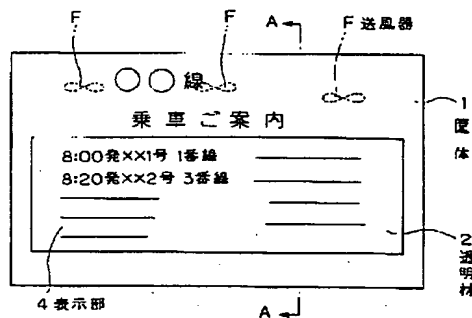 F
F
A
F 送風器
〇〇線
1 筐体
乗車ご案内
8:00発××1号 1番線
8:20発××2号 3番線
2 透明材
4 表示部
A